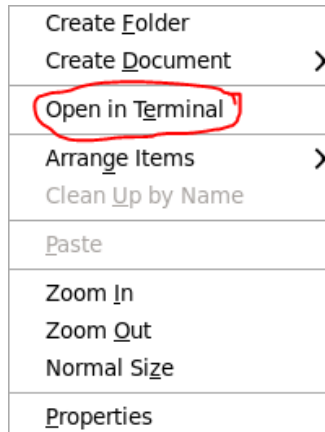 Create Folder
Create Document
Open in Terminal
Arrange Items
Clean Up by Name
Paste
Zoom In
Zoom Out
Normal Size
Properties